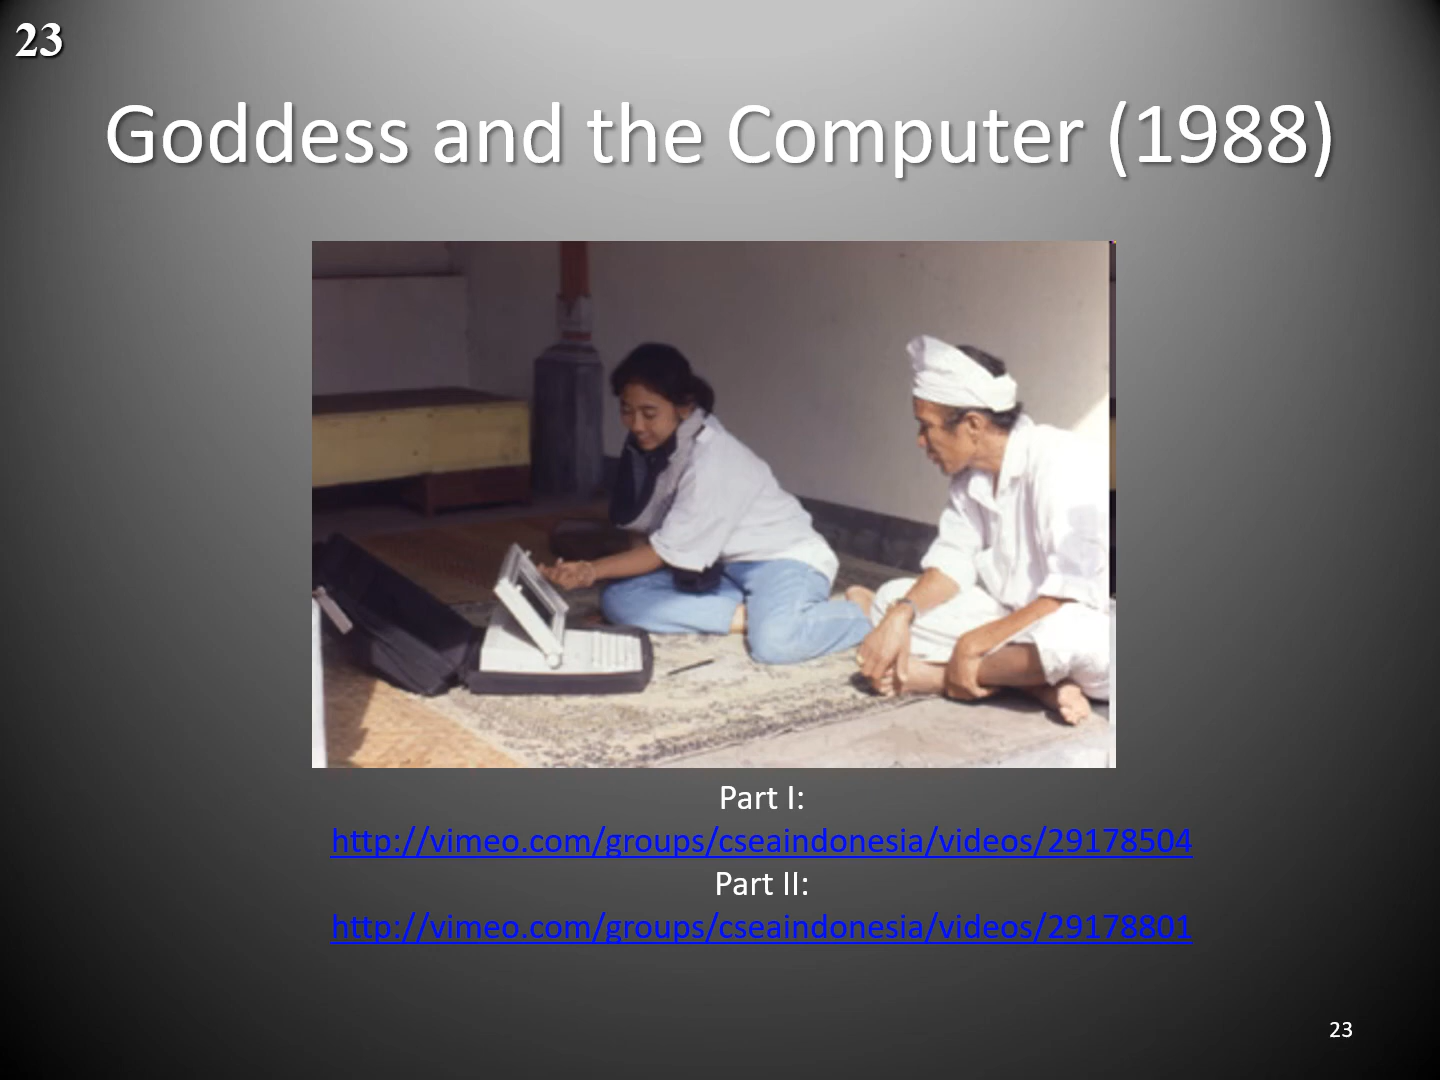 23
Goddess and the Computer (1988)
Part I:
http://vimeo.com/groups/cseaindonesia/videos/29178504
Part II:
http://vimeo.com/groups/cseaindonesia/videos/29178801
23